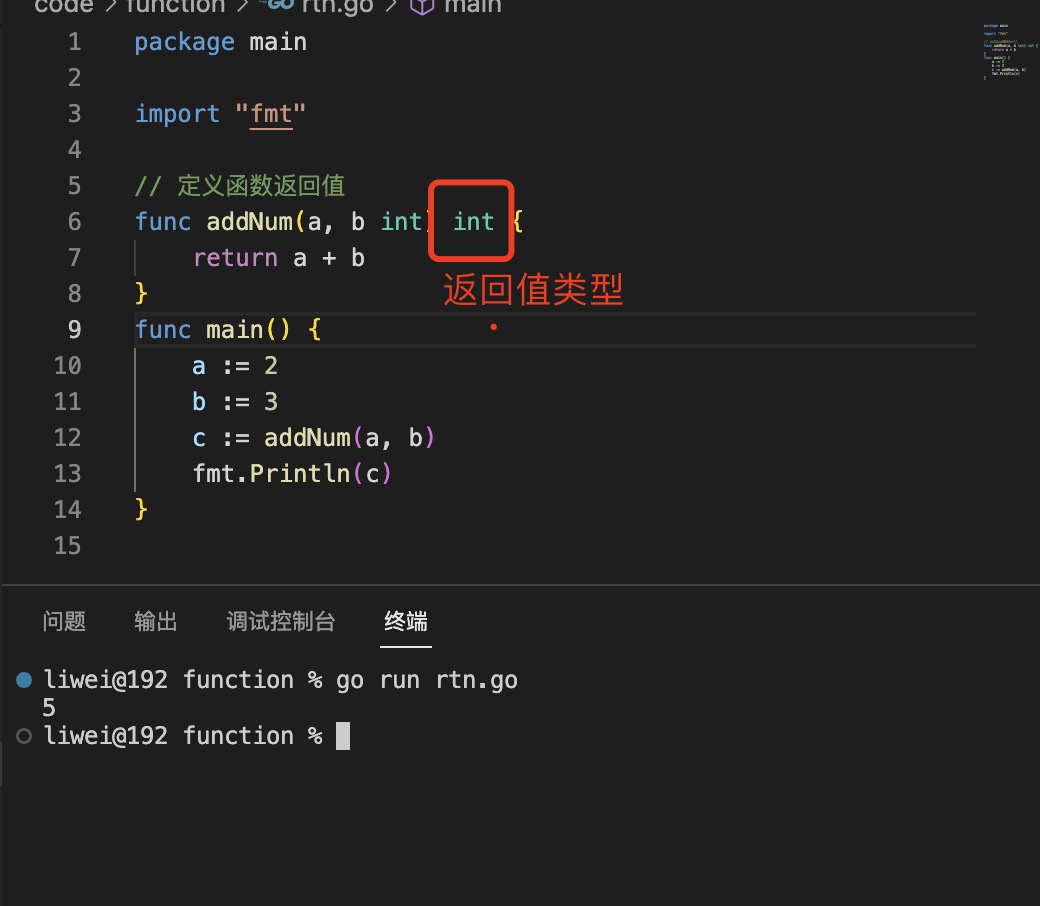 code > function > GO rtn.go > main
1 package main
2
3 import "fmt"
4
5 // 定义函数返回值
6 func addNum(a, b int) int {
7 return a + b
8 }
返回值类型
9 func main() {
10 a := 2
11 b := 3
12 c := addNum(a, b)
13 fmt.Println(c)
14 }
15
问题 输出 调试控制台 终端
liwei@192 function % go run rtn.go
5
liwei@192 function %